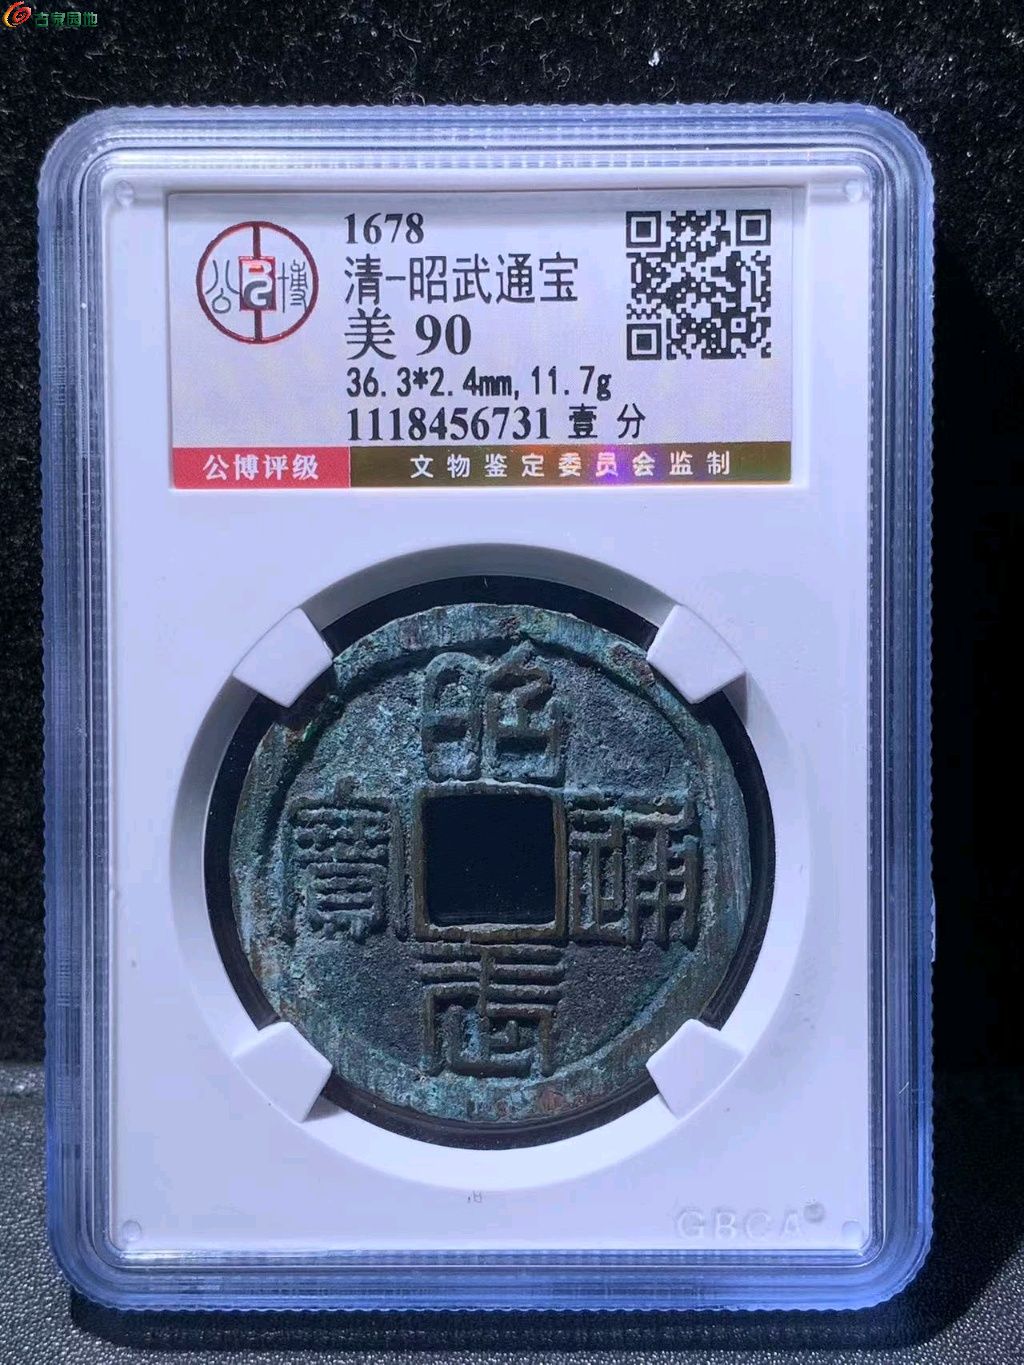 古泉园地
1678
清-昭武通宝
公博
美 90
36.3*2.4mm,11.7g
1118456731 壹 分
公博评级
文物鉴定委员会监制
昭
寶 通
武
GBCA